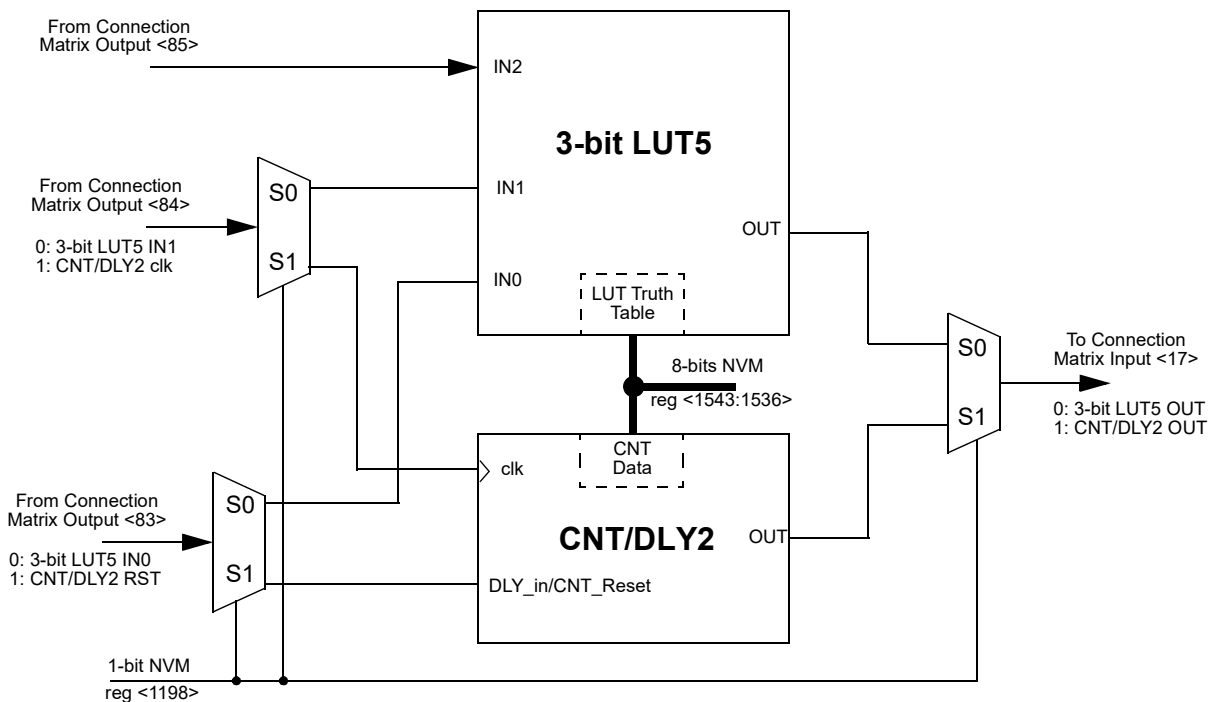 From Connection
Matrix Output <85>
IN2
3-bit LUT5
From Connection
Matrix Output <84>
0: 3-bit LUT5 IN1
1: CNT/DLY2 clk
S0
S1
IN1
IN0
OUT
LUT Truth
Table
8-bits NVM
reg <1543:1536>
S0
S1
To Connection
Matrix Input <17>
0: 3-bit LUT5 OUT
1: CNT/DLY2 OUT
CNT
Data
clk
CNT/DLY2
OUT
DLY_in/CNT_Reset
From Connection
Matrix Output <83>
0: 3-bit LUT5 IN0
1: CNT/DLY2 RST
S0
S1
1-bit NVM
reg <1198>